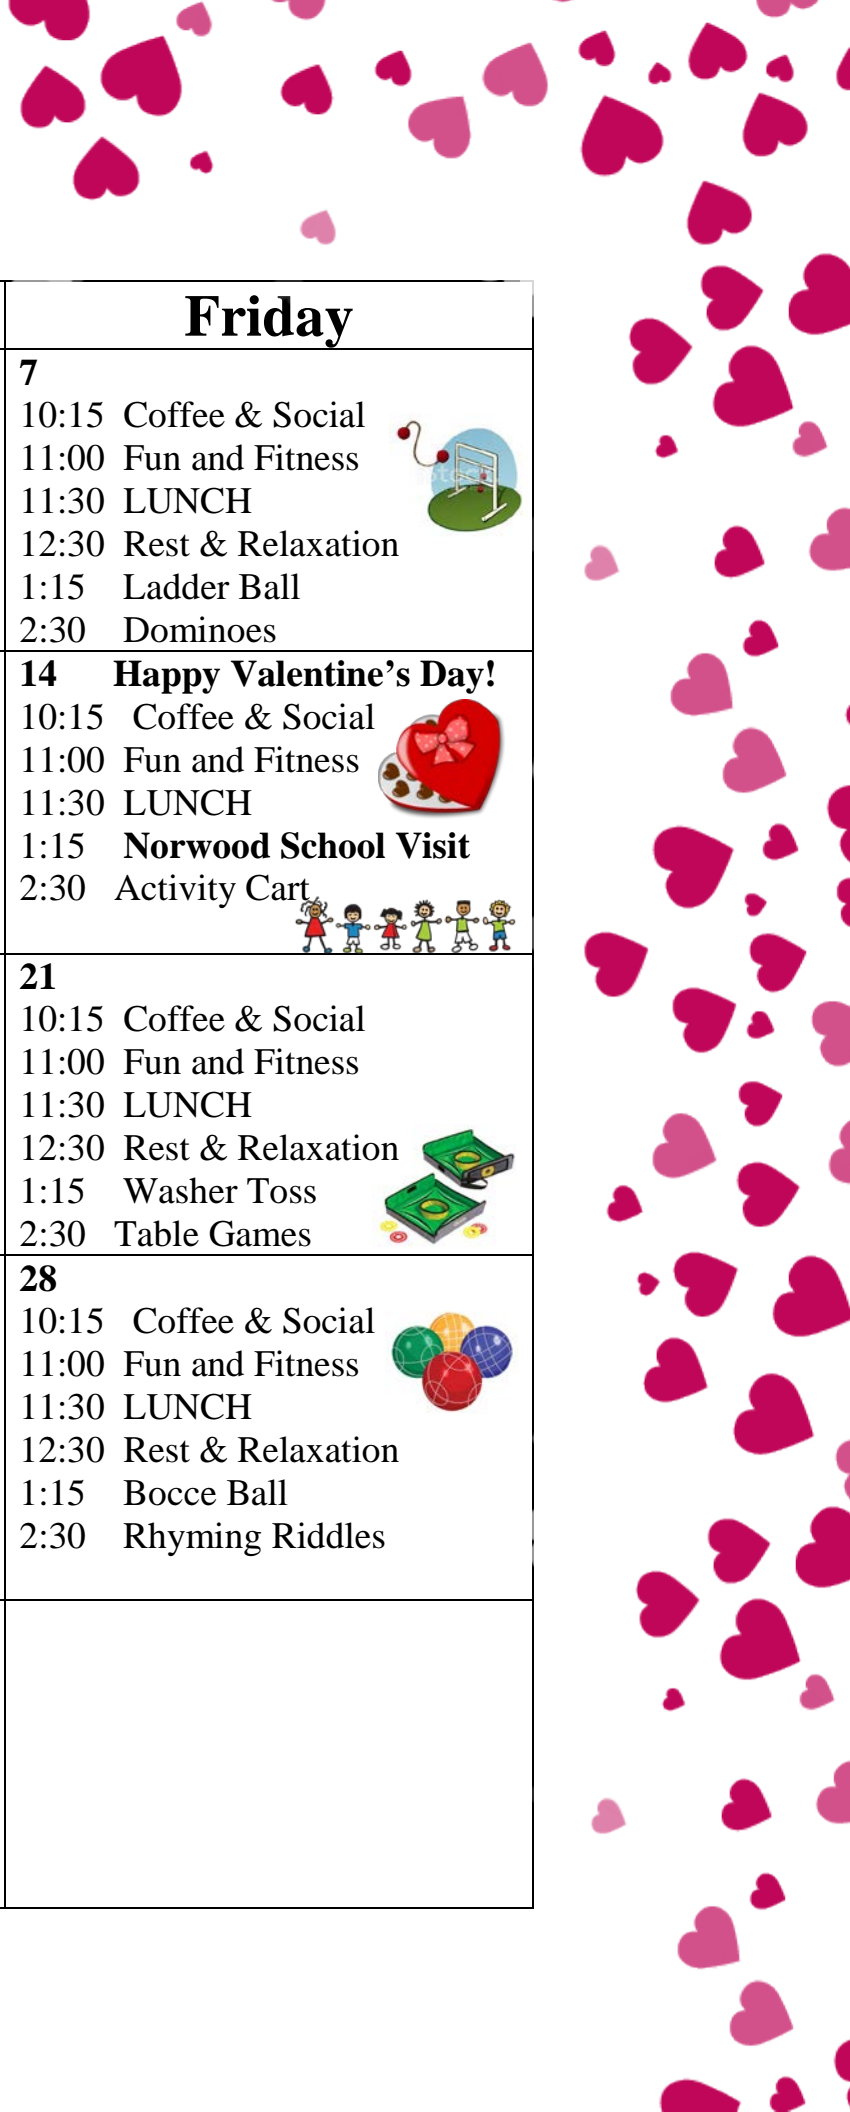 Friday
7
10:15 Coffee & Social
11:00 Fun and Fitness
11:30 LUNCH
12:30 Rest & Relaxation
1:15 Ladder Ball
2:30 Dominoes
14 Happy Valentine’s Day!
10:15 Coffee & Social
11:00 Fun and Fitness
11:30 LUNCH
1:15 Norwood School Visit
2:30 Activity Cart
21
10:15 Coffee & Social
11:00 Fun and Fitness
11:30 LUNCH
12:30 Rest & Relaxation
1:15 Washer Toss
2:30 Table Games
28
10:15 Coffee & Social
11:00 Fun and Fitness
11:30 LUNCH
12:30 Rest & Relaxation
1:15 Bocce Ball
2:30 Rhyming Riddles